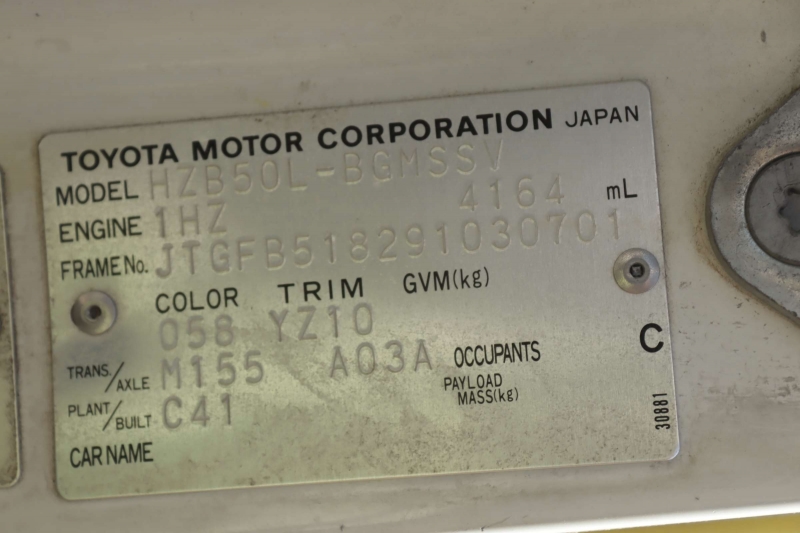 TOYOTA MOTOR CORPORATION JAPAN
MODEL HZB50L-BGMSSV
ENGINE 1HZ 4164 mL
FRAME No. JTGFB518291030701
COLOR TRIM GVM(kg)
058 YZ10
TRANS./AXLE M155 A03A OCCUPANTS C
PAYLOAD MASS(kg)
PLANT/BUILT C41
CAR NAME
30881